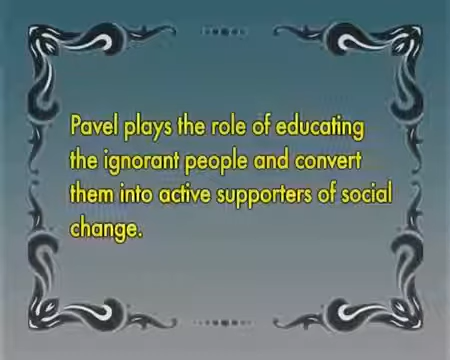 Pavel plays the role of educating
the ignorant people and convert
them into active supporters of social
change.